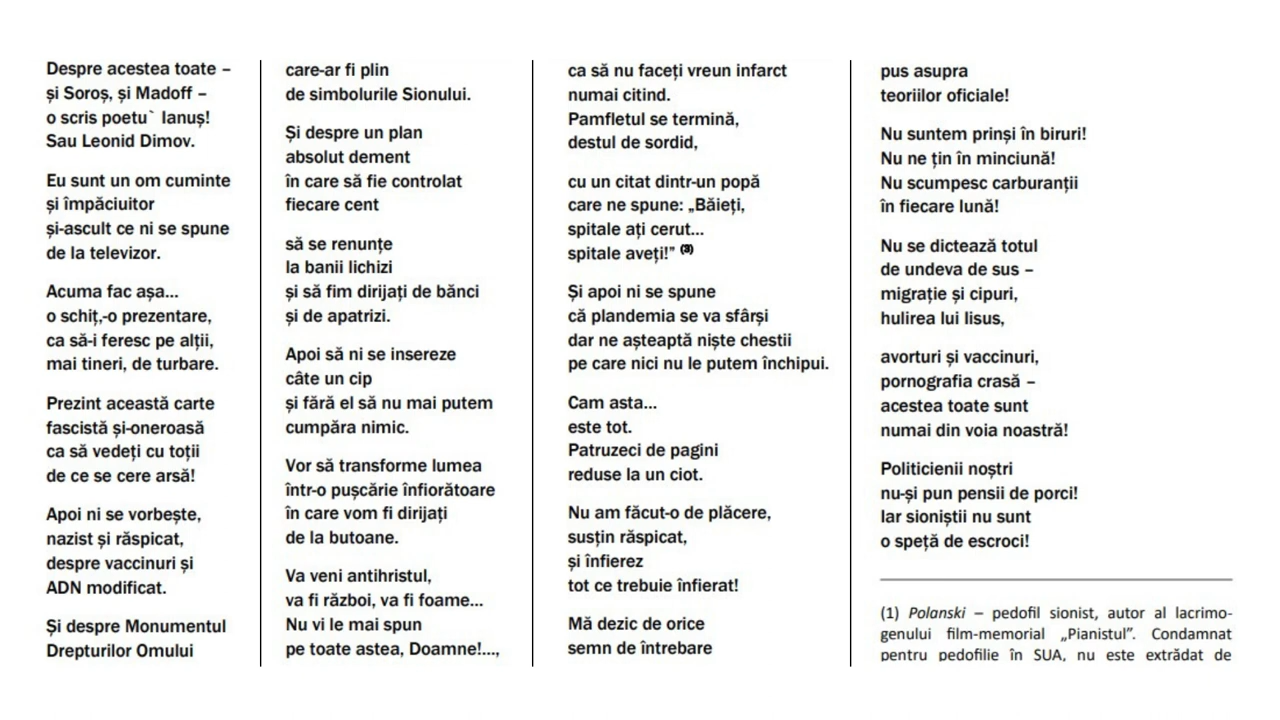 Despre acestea toate –
și Soroș, și Madoff –
o scris poetu` Ianuș!
Sau Leonid Dimov.
Eu sunt un om cuminte
și împăciuitor
și-ascult ce ni se spune
de la televizor.
Acuma fac așa...
o schiț,-o prezentare,
ca să-i feresc pe alții,
mai tineri, de turbare.
Prezint această carte
fascistă și-oneroasă
ca să vedeți cu toții
de ce se cere arsă!
Apoi ni se vorbește,
nazist și răspicat,
despre vaccinuri și
ADN modificat.
Și despre Monumentul
Drepturilor Omului
care-ar fi plin
de simbolurile Sionului.
Și despre un plan
absolut dement
în care să fie controlat
fiecare cent
să se renunțe
la banii lichizi
și să fim dirijați de bănci
și de apatrizi.
Apoi să ni se insereze
câte un cip
și fără el să nu mai putem
cumpăra nimic.
Vor să transforme lumea
într-o pușcărie înfiorătoare
în care vom fi dirijați
de la butoane.
Va veni antihristul,
va fi război, va fi foame...
Nu vi le mai spun
pe toate astea, Doamne!...,
ca să nu faceți vreun infarct
numai citind.
Pamfletul se termină,
destul de sordid,
cu un citat dintr-un popă
care ne spune: „Băieți,
spitale ați cerut...
spitale aveți!” (3)
Și apoi ni se spune
că plandemia se va sfârși
dar ne așteaptă niște chestii
pe care nici nu le putem închipui.
Cam asta...
este tot.
Patruzeci de pagini
reduse la un ciot.
Nu am făcut-o de plăcere,
susțin răspicat,
și înfierez
tot ce trebuie înfierat!
Mă dezic de orice
semn de întrebare
pus asupra
teoriilor oficiale!
Nu suntem prinși în biruri!
Nu ne țin în minciună!
Nu scumpesc carburanții
în fiecare lună!
Nu se dictează totul
de undeva de sus –
migrație și cipuri,
hulirea lui Iisus,
avorturi și vaccinuri,
pornografia crasă –
acestea toate sunt
numai din voia noastră!
Politicienii noștri
nu-și pun pensii de porci!
Iar sioniștii nu sunt
o speță de escroci!
(1) Polanski – pedofil sionist, autor al lacrimo-
genului film-memorial „Pianistul”. Condamnat
pentru pedofilie în SUA, nu este extrădat de